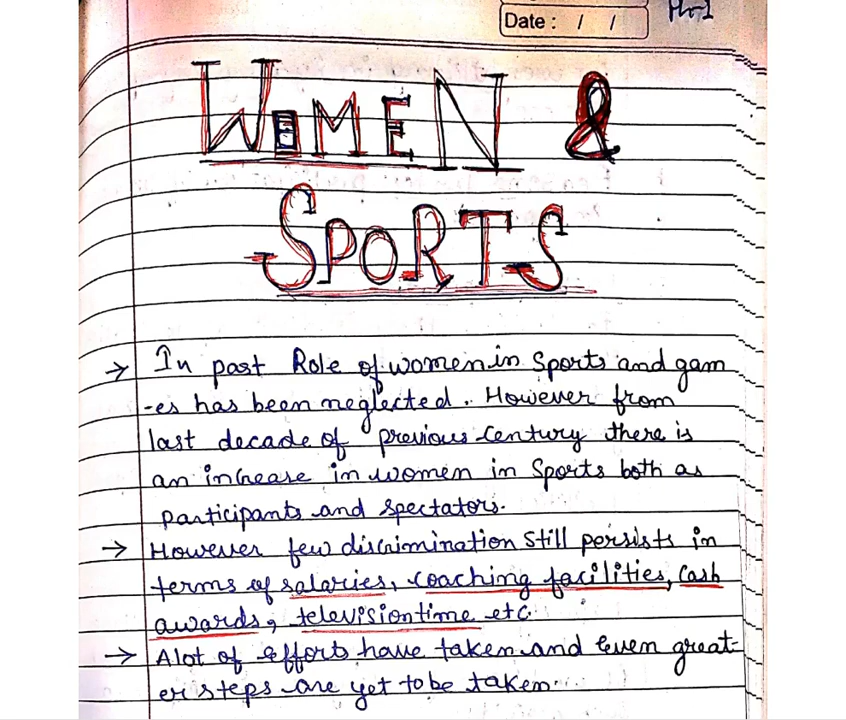 Date : / /
WOMEN &
SPORTS
→ In past Role of women in Sports and gam
-es has been neglected. However from
last decade of previous century there is
an increase in women in Sports both as
participants and spectators.
→ However few discrimination Still persists in
terms of salaries, coaching facilities, cash
awards, television time etc.
→ Alot of efforts have taken and even great-
er steps are yet to be taken.